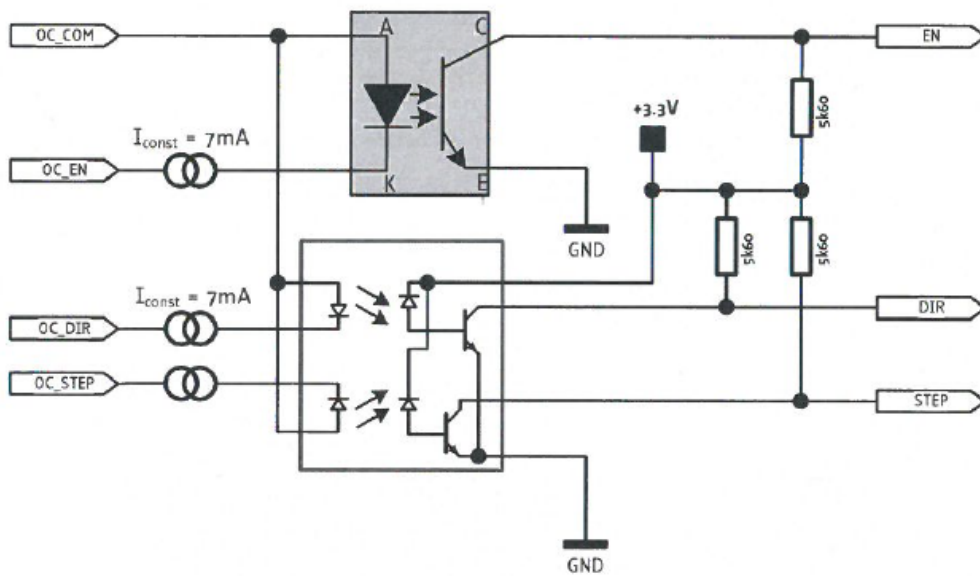 OC_COM
A
C
EN
+3.3V
5k60
I_const = 7mA
OC_EN
K
E
GND
5k60
5k60
I_const = 7mA
OC_DIR
DIR
OC_STEP
STEP
GND